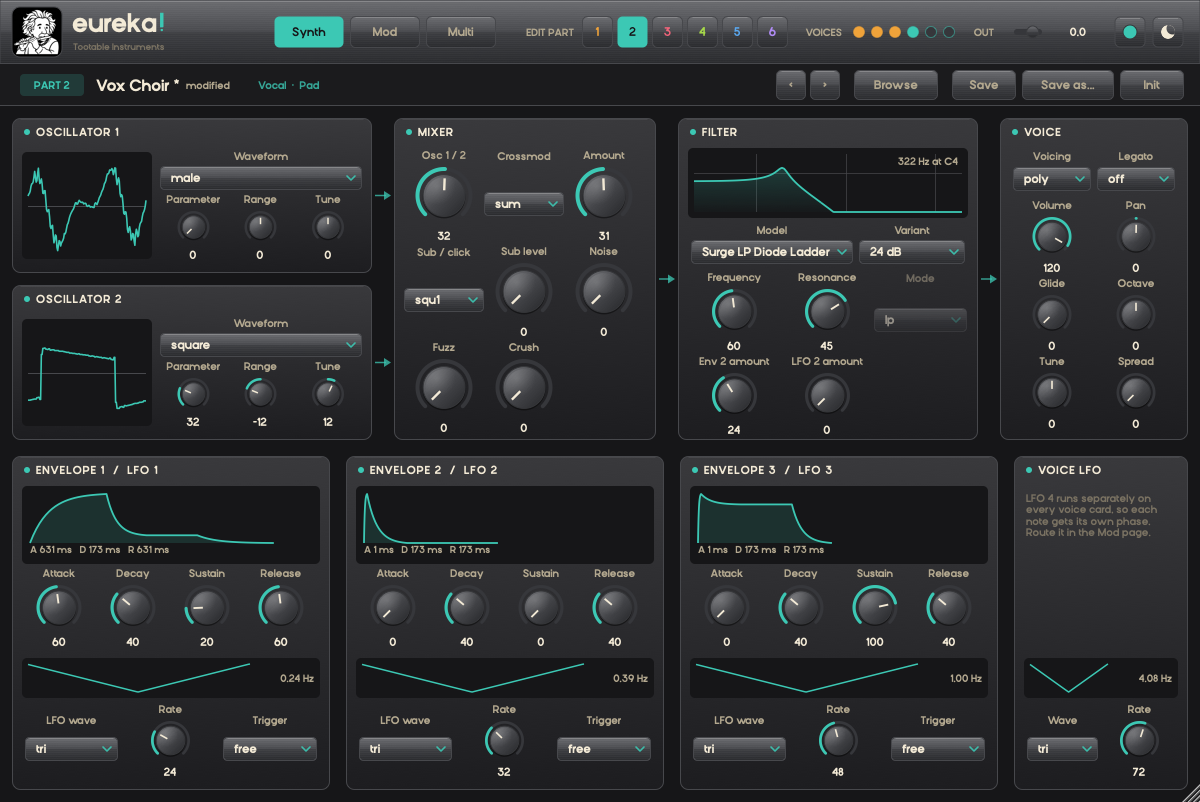 eureka!
Tootable Instruments
Synth Mod Multi EDIT PART 1 2 3 4 5 6 VOICES OUT 0.0
PART 2 Vox Choir * modified Vocal · Pad ‹ › Browse Save Save as... Init
OSCILLATOR 1
Waveform
male
Parameter Range Tune
0 0 0
OSCILLATOR 2
Waveform
square
Parameter Range Tune
32 -12 12
MIXER
Osc 1 / 2 Crossmod Amount
sum
32 31
Sub / click Sub level Noise
squ1
0 0
Fuzz Crush
0 0
FILTER
322 Hz at C4
Model Variant
Surge LP Diode Ladder 24 dB
Frequency Resonance Mode
lp
60 45
Env 2 amount LFO 2 amount
24 0
VOICE
Voicing Legato
poly off
Volume Pan
120 0
Glide Octave
0 0
Tune Spread
0 0
ENVELOPE 1 / LFO 1
A 631 ms D 173 ms R 631 ms
Attack Decay Sustain Release
60 40 20 60
0.24 Hz
LFO wave Rate Trigger
tri free
24
ENVELOPE 2 / LFO 2
A 1 ms D 173 ms R 173 ms
Attack Decay Sustain Release
0 40 0 40
0.39 Hz
LFO wave Rate Trigger
tri free
32
ENVELOPE 3 / LFO 3
A 1 ms D 173 ms R 173 ms
Attack Decay Sustain Release
0 40 100 40
1.00 Hz
LFO wave Rate Trigger
tri free
48
VOICE LFO
LFO 4 runs separately on
every voice card, so each
note gets its own phase.
Route it in the Mod page.
4.08 Hz
Wave Rate
tri
72